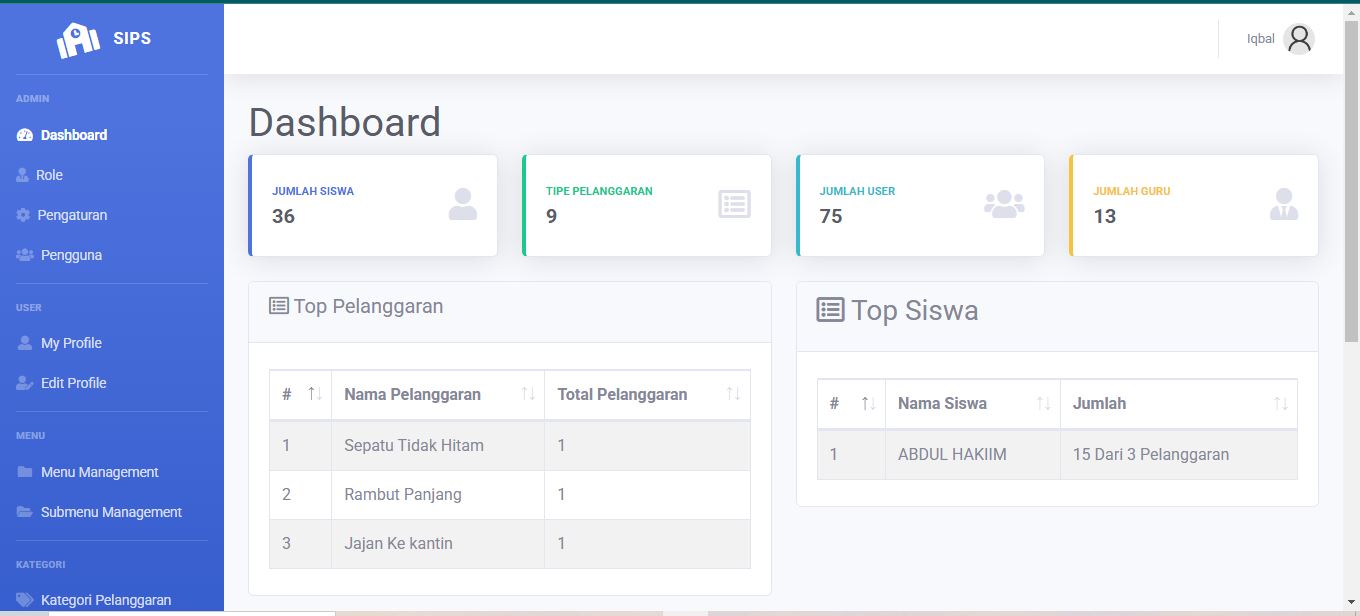 SIPS
Iqbal
ADMIN
Dashboard
Role
Pengaturan
Pengguna
USER
My Profile
Edit Profile
MENU
Menu Management
Submenu Management
KATEGORI
Kategori Pelanggaran
Dashboard
JUMLAH SISWA
36
TIPE PELANGGARAN
9
JUMLAH USER
75
JUMLAH GURU
13
Top Pelanggaran
# Nama Pelanggaran Total Pelanggaran
1 Sepatu Tidak Hitam 1
2 Rambut Panjang 1
3 Jajan Ke kantin 1
Top Siswa
# Nama Siswa Jumlah
1 ABDUL HAKIIM 15 Dari 3 Pelanggaran